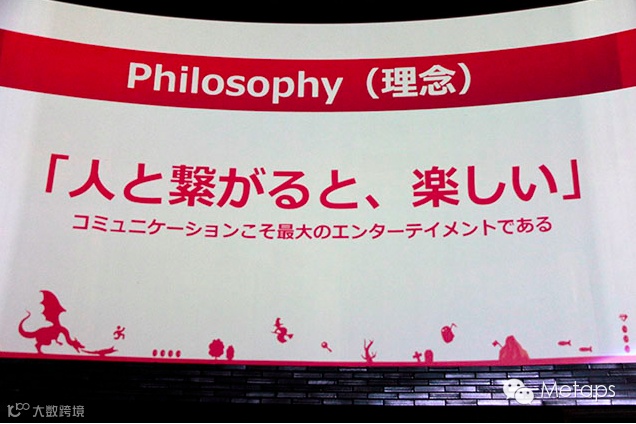 Philosophy（理念）
「人と繋がると、楽しい」
コミュニケーションこそ最大のエンターテイメントである
Metaps
大数跨境